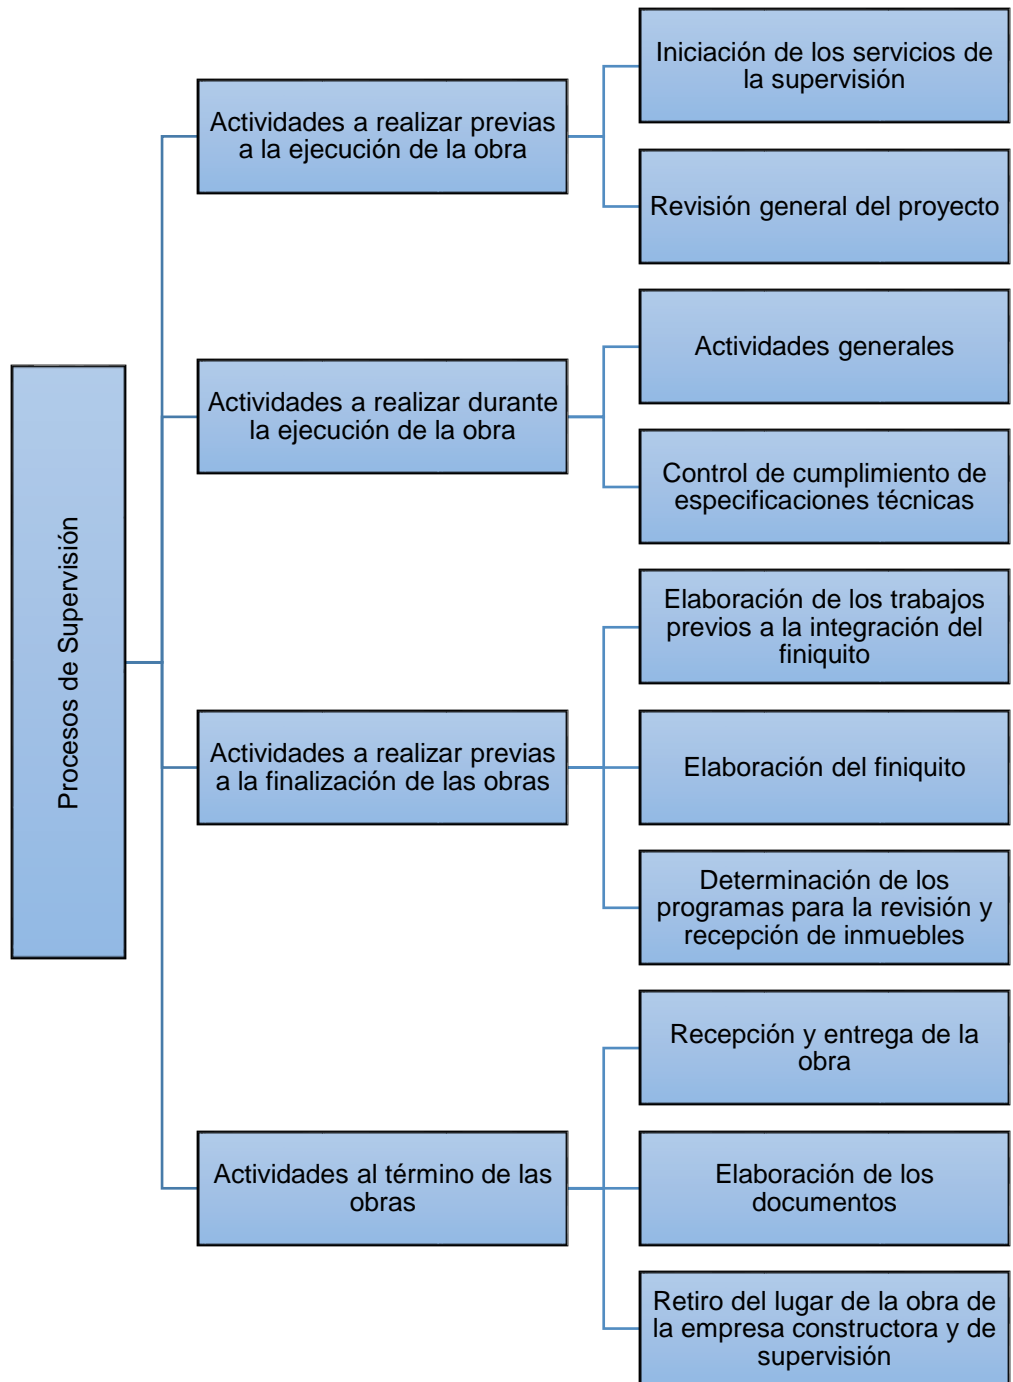 Procesos de Supervisión
Actividades a realizar previas
a la ejecución de la obra
Iniciación de los servicios de
la supervisión
Revisión general del proyecto
Actividades a realizar durante
la ejecución de la obra
Actividades generales
Control de cumplimiento de
especificaciones técnicas
Actividades a realizar previas
a la finalización de las obras
Elaboración de los trabajos
previos a la integración del
finiquito
Elaboración del finiquito
Determinación de los
programas para la revisión y
recepción de inmuebles
Actividades al término de las
obras
Recepción y entrega de la
obra
Elaboración de los
documentos
Retiro del lugar de la obra de
la empresa constructora y de
supervisión